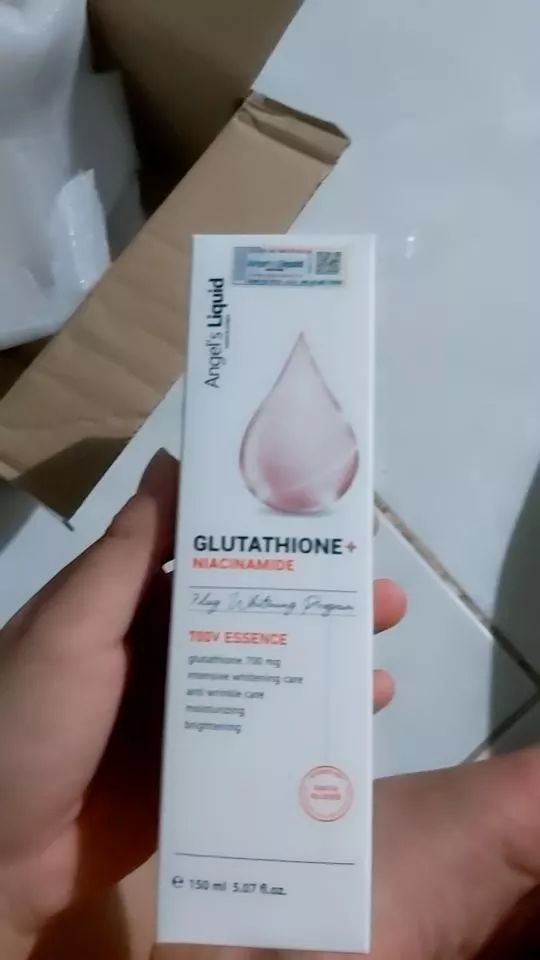 Angel's Liquid
GLUTATHIONE+
NIACINAMIDE
7day Whitening Program
700V ESSENCE
glutathione 700 mg
intensive whitening care
anti wrinkle care
moisturizing
brightening
℮ 150 ml 5.07 fl.oz.